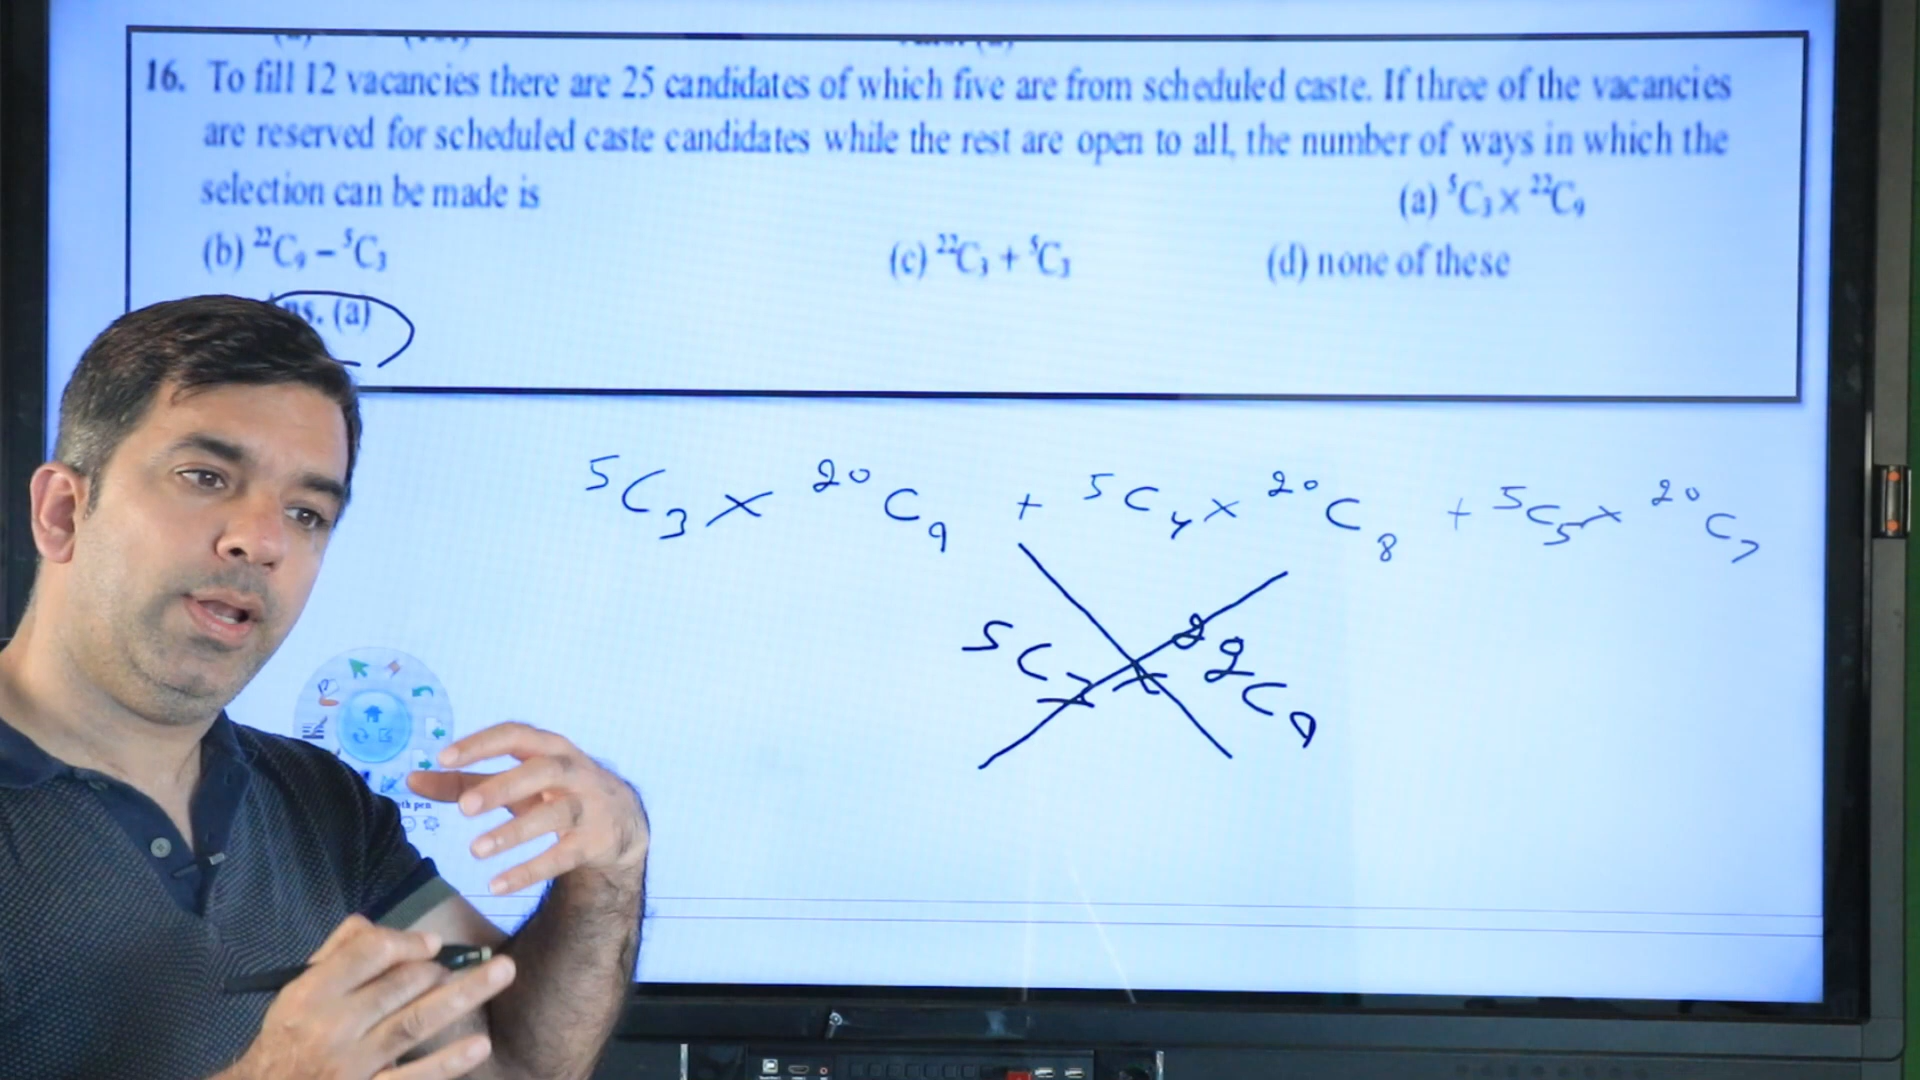 16. To fill 12 vacancies there are 25 candidates of which five are from scheduled caste. If three of the vacancies
are reserved for scheduled caste candidates while the rest are open to all, the number of ways in which the
selection can be made is (a) ⁵C₃ × ²²C₉
(b) ²²C₉ – ⁵C₃ (c) ²²C₃ + ⁵C₃ (d) none of these
(a)
⁵C₃ × ²⁰C₉ + ⁵C₄ × ²⁰C₈ + ⁵C₅ × ²⁰C₇
⁵C₃ × ²²C₉
pen